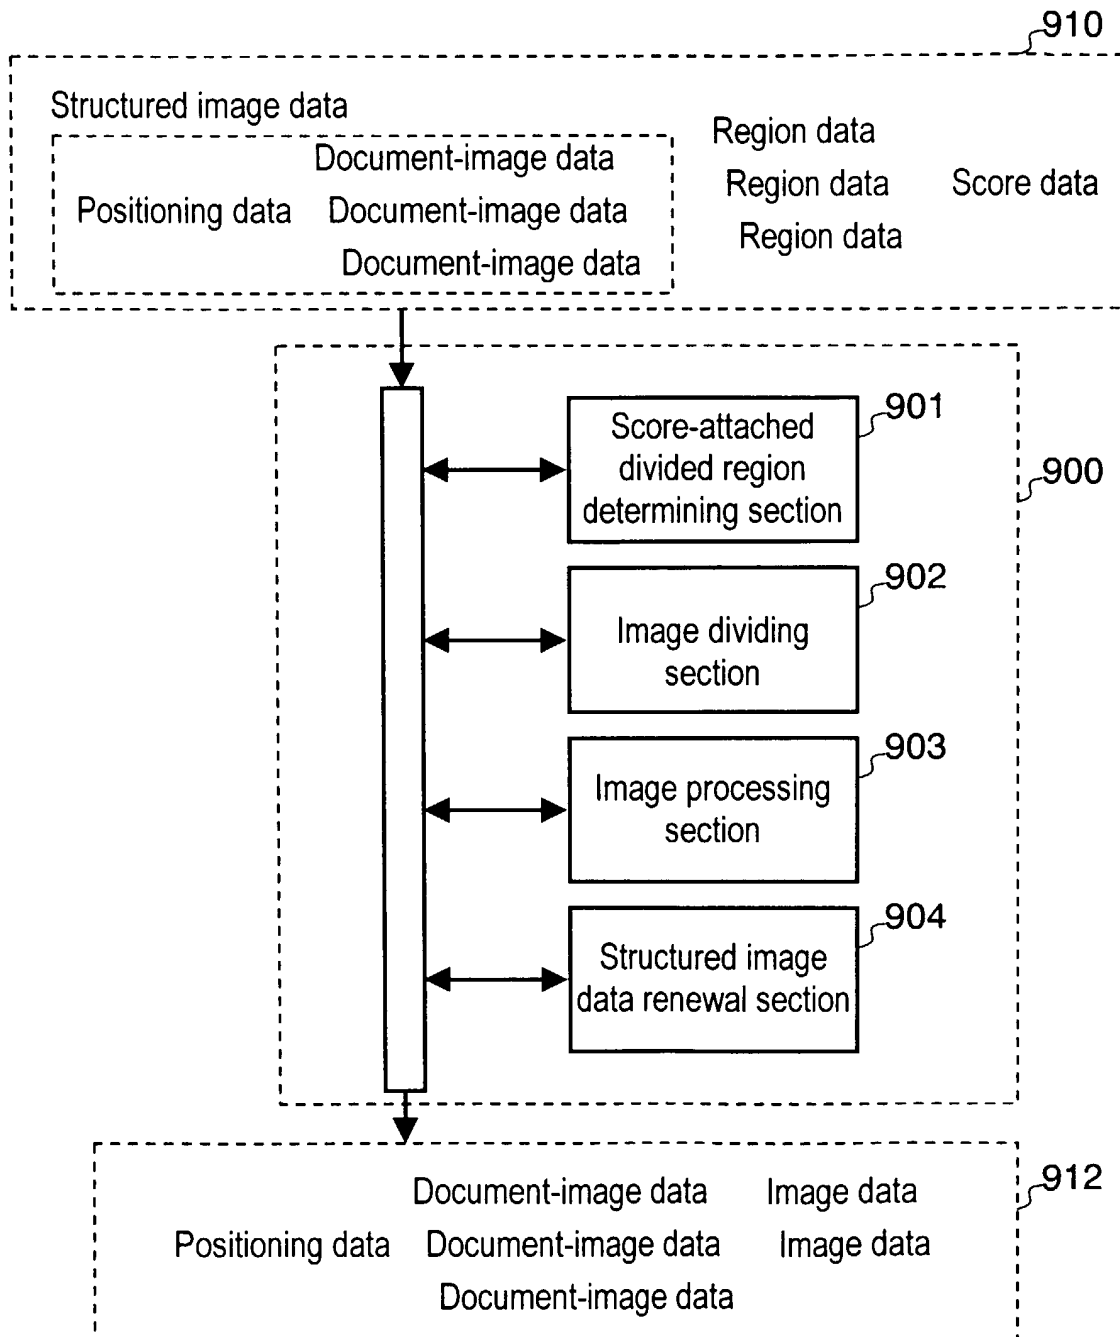 910
Structured image data
Region data
Document-image data
Region data Score data
Positioning data Document-image data
Region data
Document-image data
901
Score-attached
divided region
determining section
900
902
Image dividing
section
903
Image processing
section
904
Structured image
data renewal section
912
Document-image data Image data
Positioning data Document-image data Image data
Document-image data